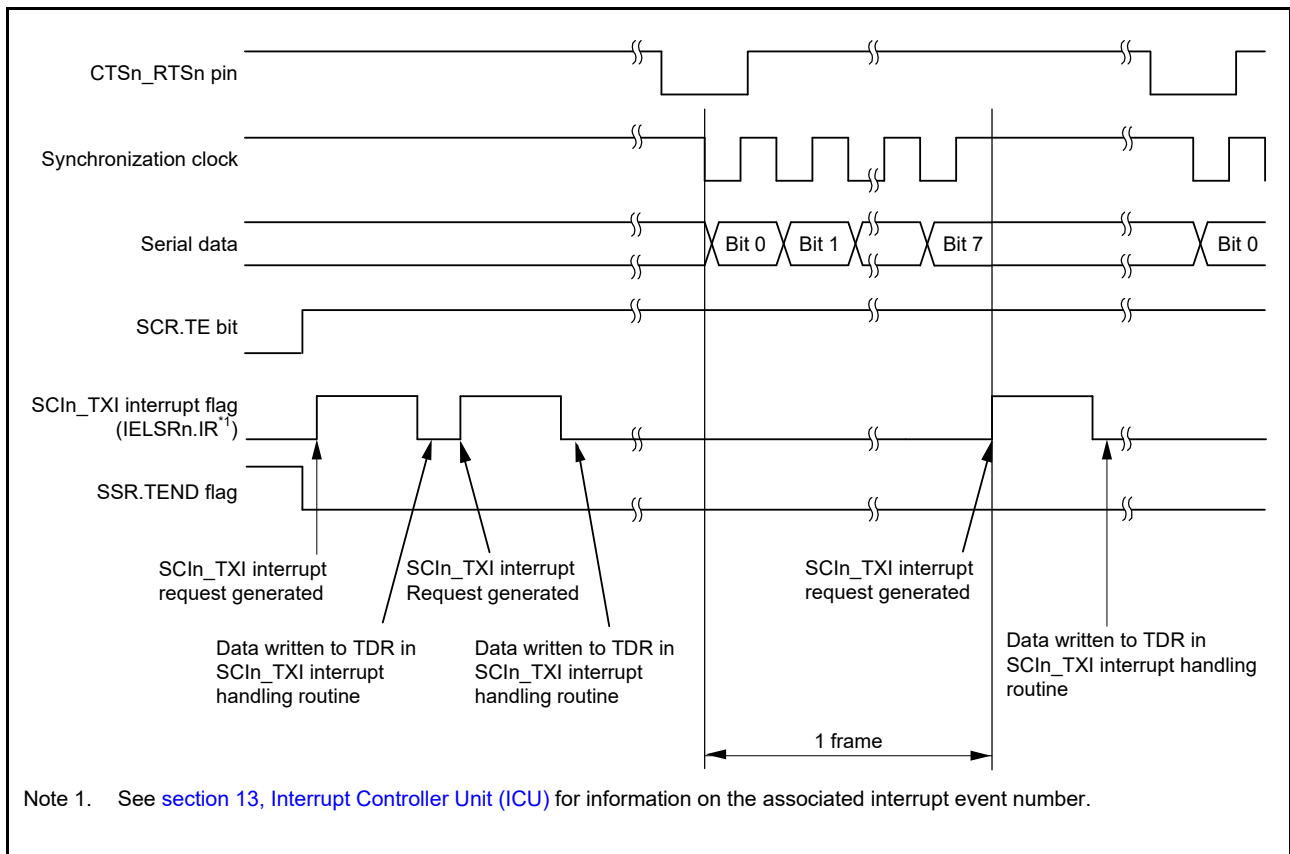 CTSn_RTSn pin
Synchronization clock
Serial data
Bit 0
Bit 1
Bit 7
Bit 0
SCR.TE bit
SCIn_TXI interrupt flag
(IELSRn.IR*1)
SSR.TEND flag
SCIn_TXI interrupt
request generated
SCIn_TXI interrupt
Request generated
SCIn_TXI interrupt
request generated
Data written to TDR in
SCIn_TXI interrupt
handling routine
Data written to TDR in
SCIn_TXI interrupt
handling routine
Data written to TDR in
SCIn_TXI interrupt handling
routine
1 frame
Note 1. See section 13, Interrupt Controller Unit (ICU) for information on the associated interrupt event number.